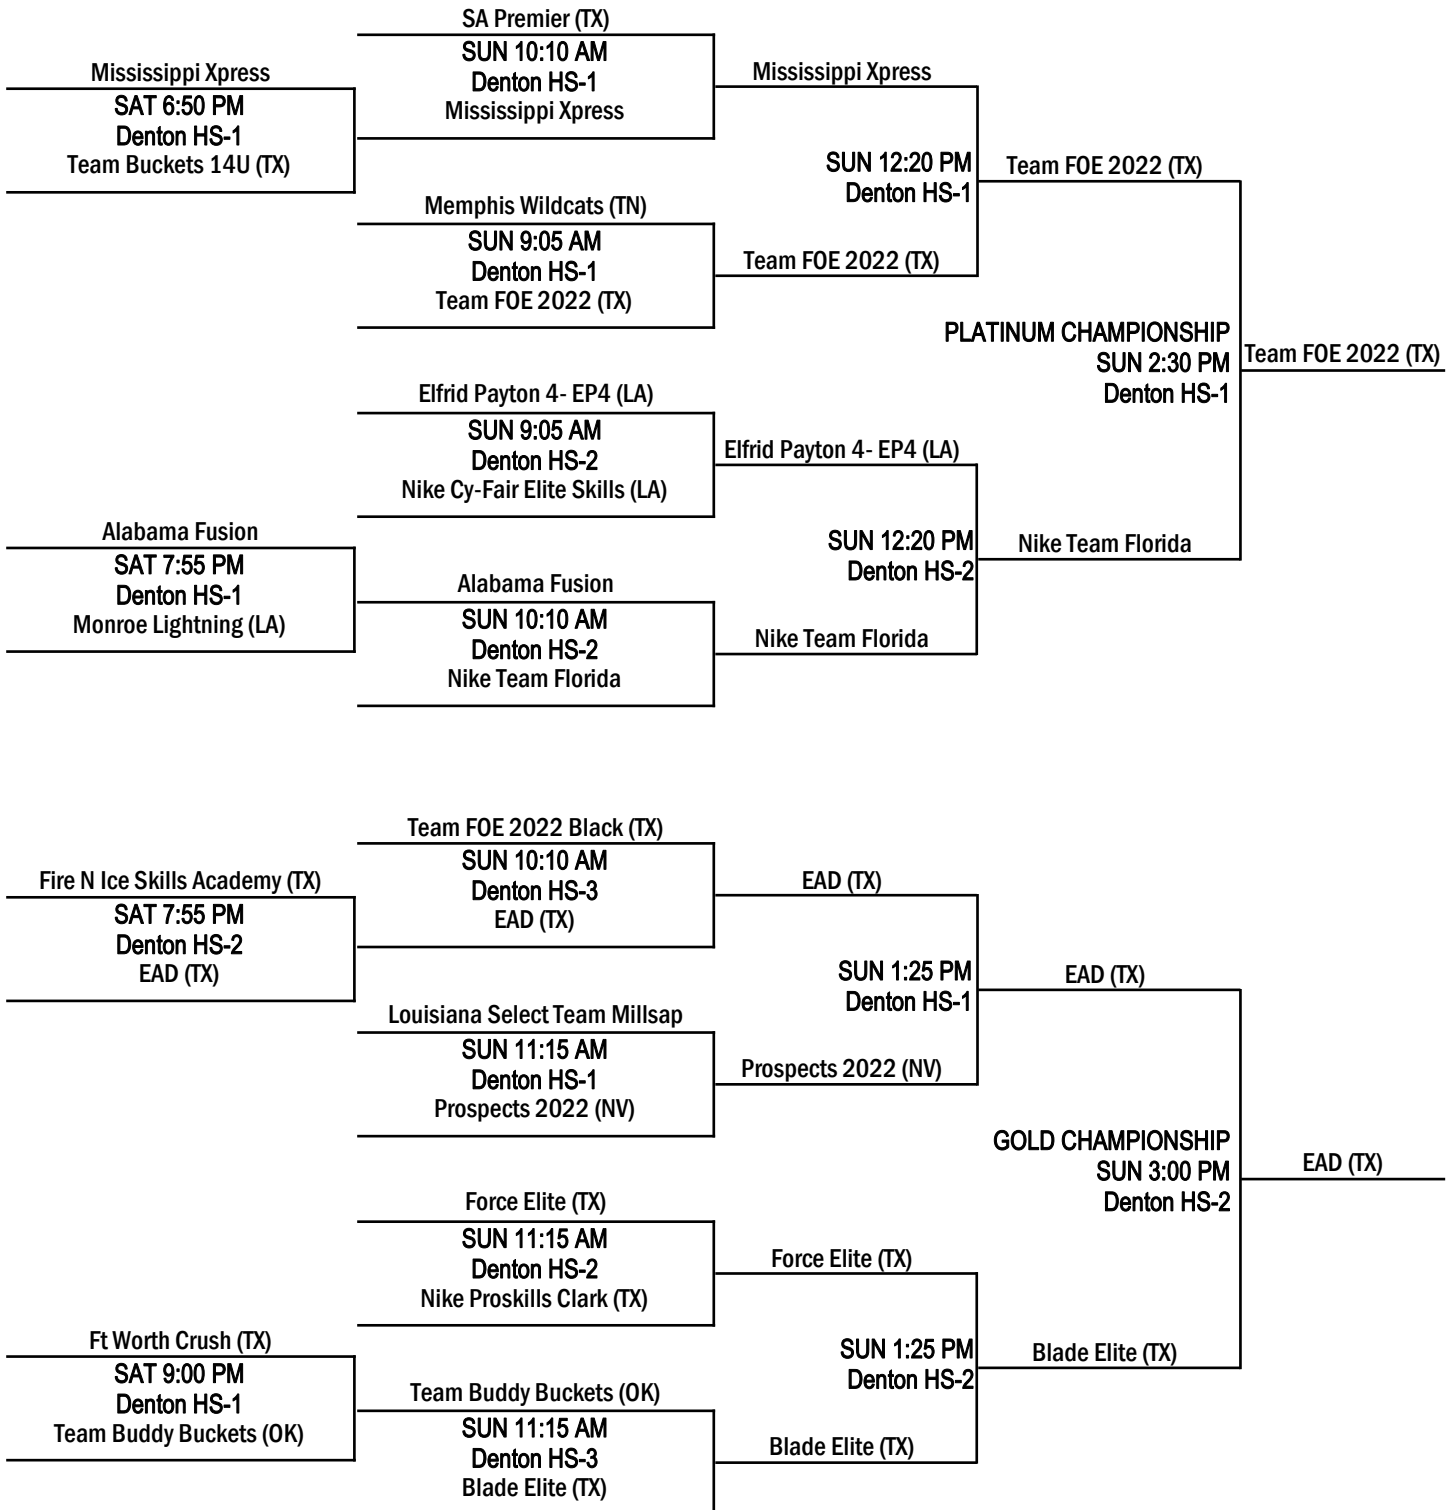 SA Premier (TX)
SUN 10:10 AM
Denton HS-1
Mississippi Xpress
Mississippi Xpress
SAT 6:50 PM
Denton HS-1
Team Buckets 14U (TX)
Mississippi Xpress
SUN 12:20 PM
Denton HS-1
Team FOE 2022 (TX)
Memphis Wildcats (TN)
SUN 9:05 AM
Denton HS-1
Team FOE 2022 (TX)
Team FOE 2022 (TX)
PLATINUM CHAMPIONSHIP
SUN 2:30 PM
Denton HS-1
Team FOE 2022 (TX)
Elfrid Payton 4- EP4 (LA)
SUN 9:05 AM
Denton HS-2
Nike Cy-Fair Elite Skills (LA)
Elfrid Payton 4- EP4 (LA)
Alabama Fusion
SAT 7:55 PM
Denton HS-1
Monroe Lightning (LA)
SUN 12:20 PM
Denton HS-2
Nike Team Florida
Alabama Fusion
SUN 10:10 AM
Denton HS-2
Nike Team Florida
Nike Team Florida
Team FOE 2022 Black (TX)
SUN 10:10 AM
Denton HS-3
EAD (TX)
Fire N Ice Skills Academy (TX)
SAT 7:55 PM
Denton HS-2
EAD (TX)
EAD (TX)
SUN 1:25 PM
Denton HS-1
EAD (TX)
Louisiana Select Team Millsap
SUN 11:15 AM
Denton HS-1
Prospects 2022 (NV)
Prospects 2022 (NV)
GOLD CHAMPIONSHIP
SUN 3:00 PM
Denton HS-2
EAD (TX)
Force Elite (TX)
SUN 11:15 AM
Denton HS-2
Nike Proskills Clark (TX)
Force Elite (TX)
Ft Worth Crush (TX)
SAT 9:00 PM
Denton HS-1
Team Buddy Buckets (OK)
SUN 1:25 PM
Denton HS-2
Blade Elite (TX)
Team Buddy Buckets (OK)
SUN 11:15 AM
Denton HS-3
Blade Elite (TX)
Blade Elite (TX)